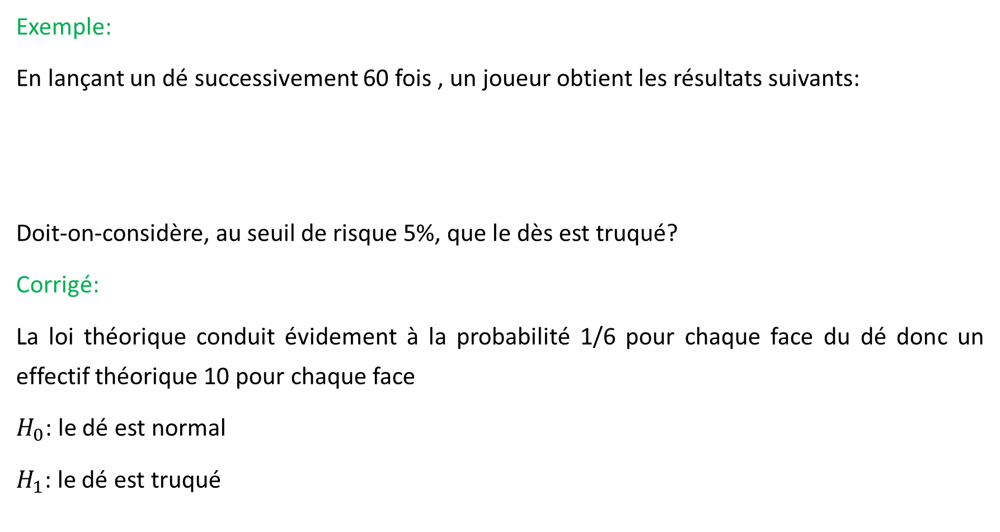 Exemple:
En lançant un dé successivement 60 fois , un joueur obtient les résultats suivants:
Doit-on-considère, au seuil de risque 5%, que le dès est truqué?
Corrigé:
La loi théorique conduit évidement à la probabilité 1/6 pour chaque face du dé donc un
effectif théorique 10 pour chaque face
H₀: le dé est normal
H₁: le dé est truqué